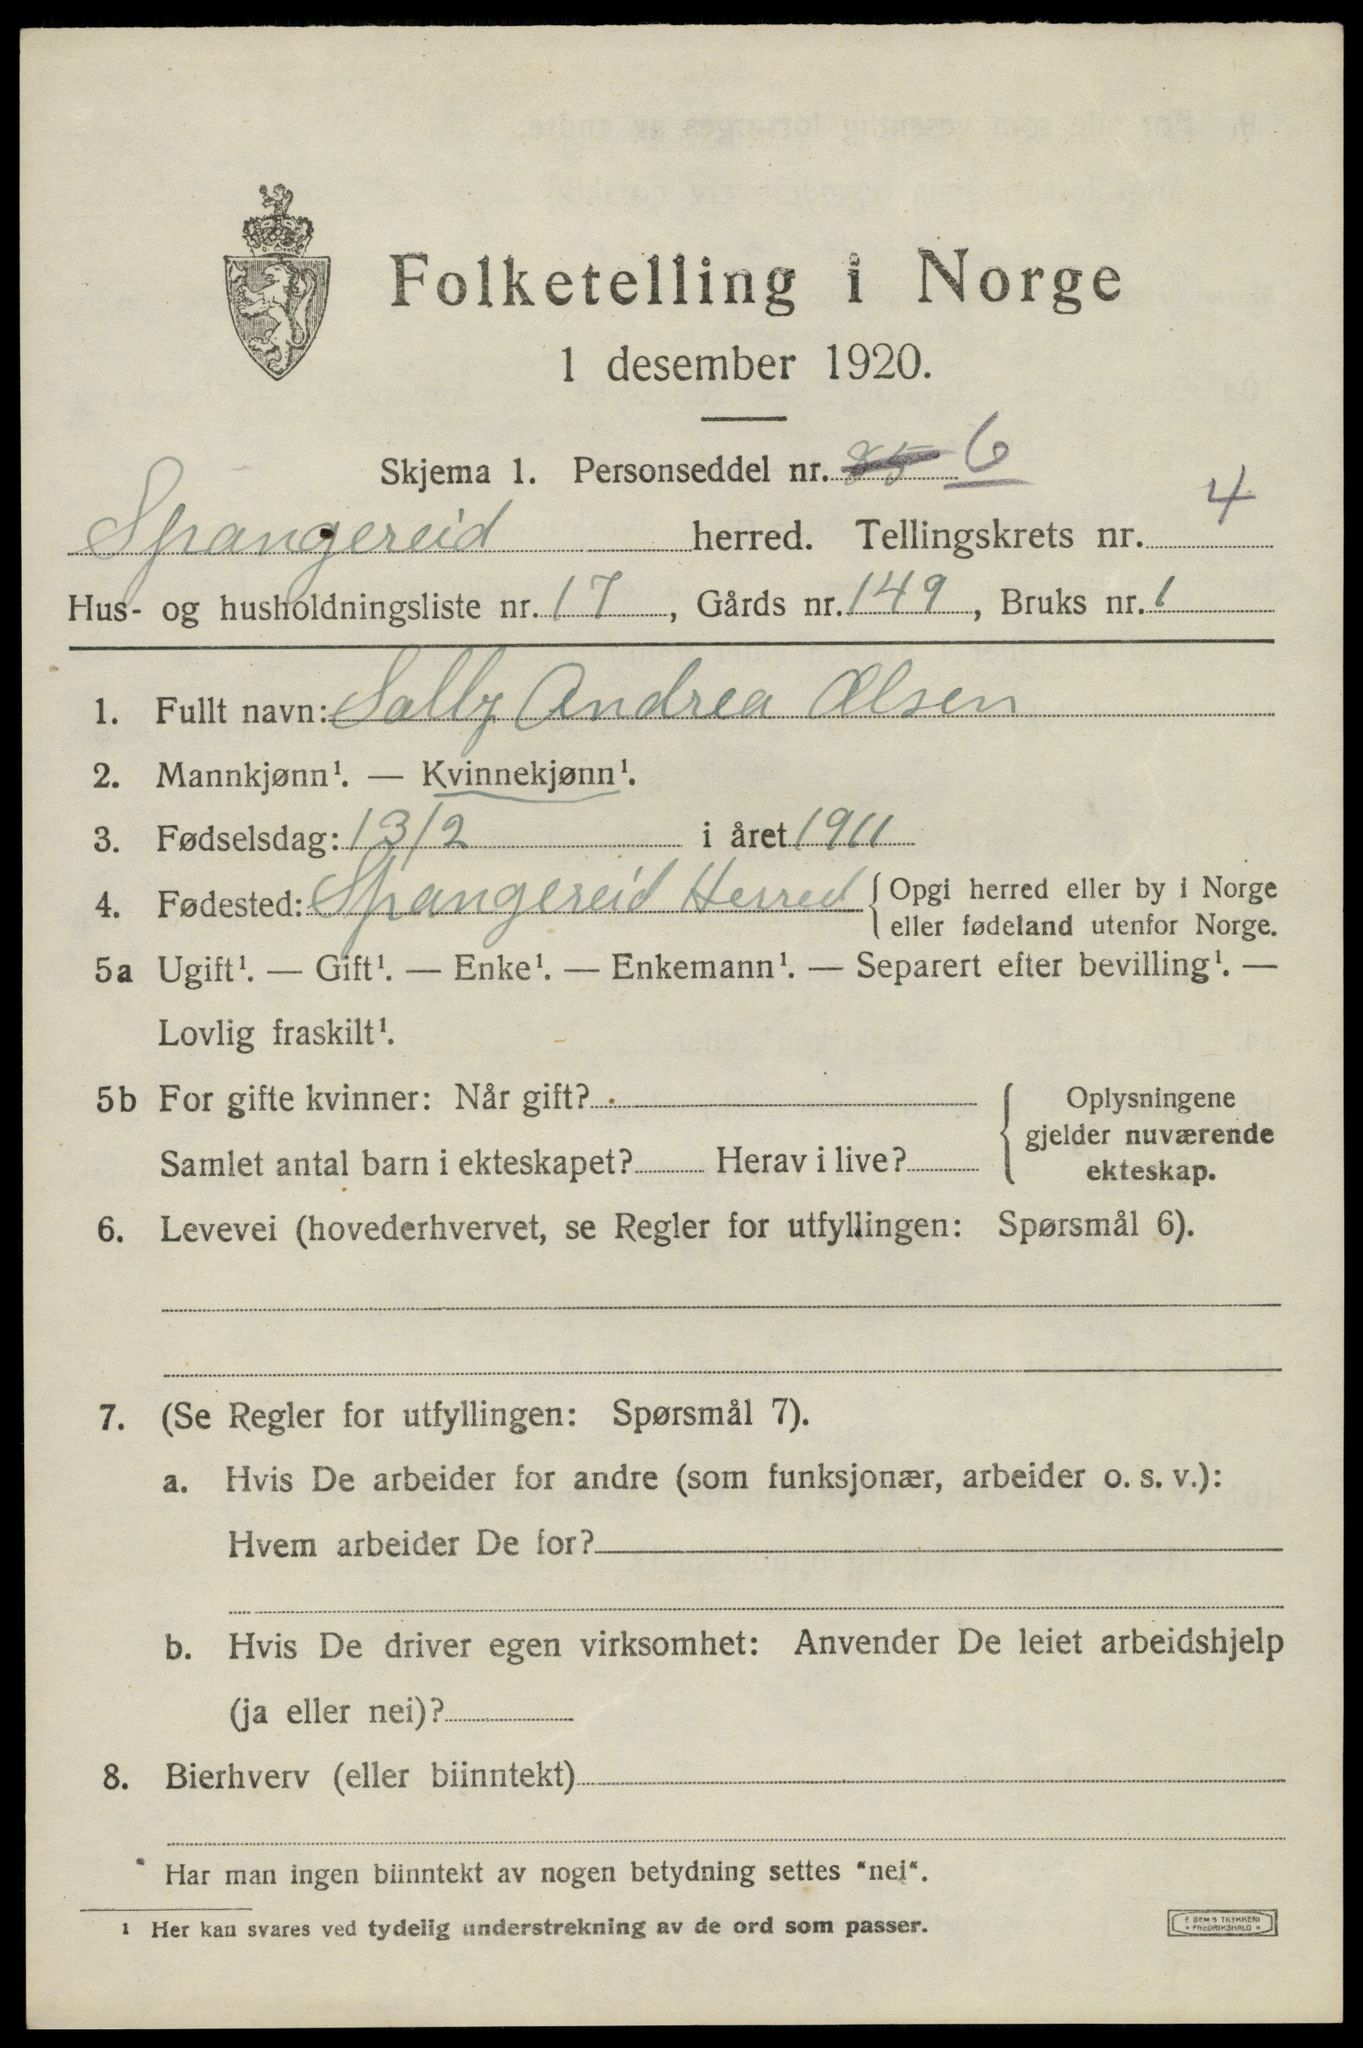 Folketelling i Norge
1 desember 1920.
Skjema 1. Personseddel nr. 85 6
Spangereid herred. Tellingskrets nr. 4
Hus- og husholdningsliste nr. 17, Gårds nr. 149, Bruks nr. 1
1. Fullt navn: Sally Andrea Olsen
2. Mannkjønn¹. — Kvinnekjønn¹.
3. Fødselsdag: 13/2 i året 1911
4. Fødested: Spangereid Herred { Opgi herred eller by i Norge
eller fødeland utenfor Norge.
5a Ugift¹. — Gift¹. — Enke¹. — Enkemann¹. — Separert efter bevilling¹. —
Lovlig fraskilt¹.
5b For gifte kvinner: Når gift?
Samlet antal barn i ekteskapet? Herav i live?
Oplysningene
gjelder nuværende
ekteskap.
6. Levevei (hovederhvervet, se Regler for utfyllingen: Spørsmål 6).
7. (Se Regler for utfyllingen: Spørsmål 7).
a. Hvis De arbeider for andre (som funksjonær, arbeider o. s. v.):
Hvem arbeider De for?
b. Hvis De driver egen virksomhet: Anvender De leiet arbeidshjelp
(ja eller nei)?
8. Bierhverv (eller biinntekt)
Har man ingen biinntekt av nogen betydning settes "nei".
¹ Her kan svares ved tydelig understrekning av de ord som passer.
SEM'S TRYKKERI
FREDRIKSHALD